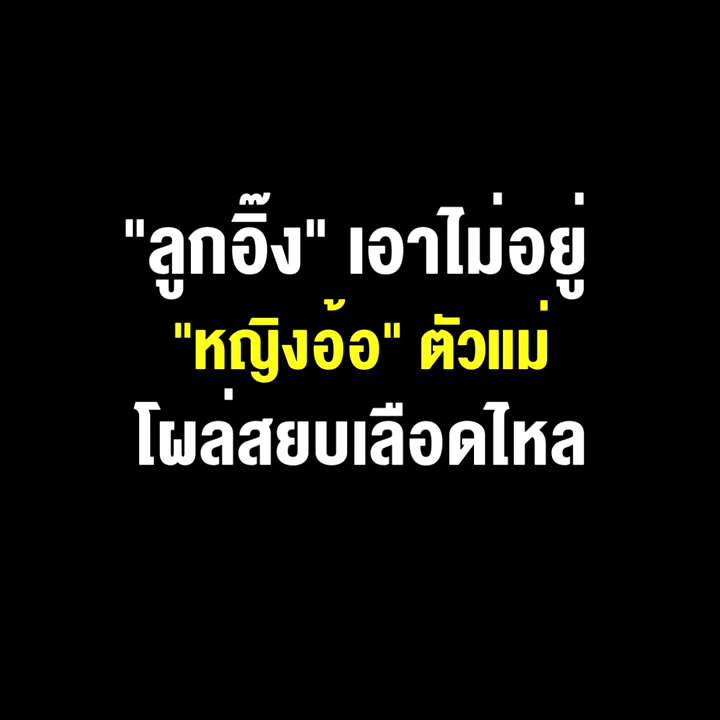 "ลูกอิ๊ง" เอาไม่อยู่
"หญิงอ้อ" ตัวแม่
โผล่สยบเลือดไหล